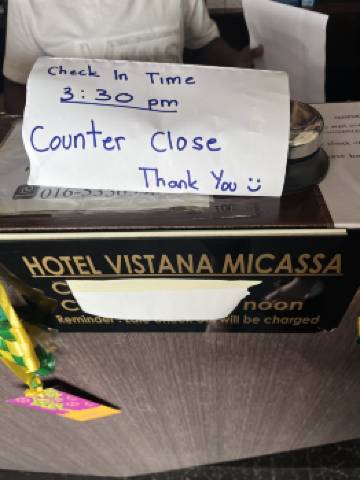 Check In Time
3:30 pm
Counter Close
Thank You
HOTEL VISTANA MICASSA
noon
Reminder : will be charged